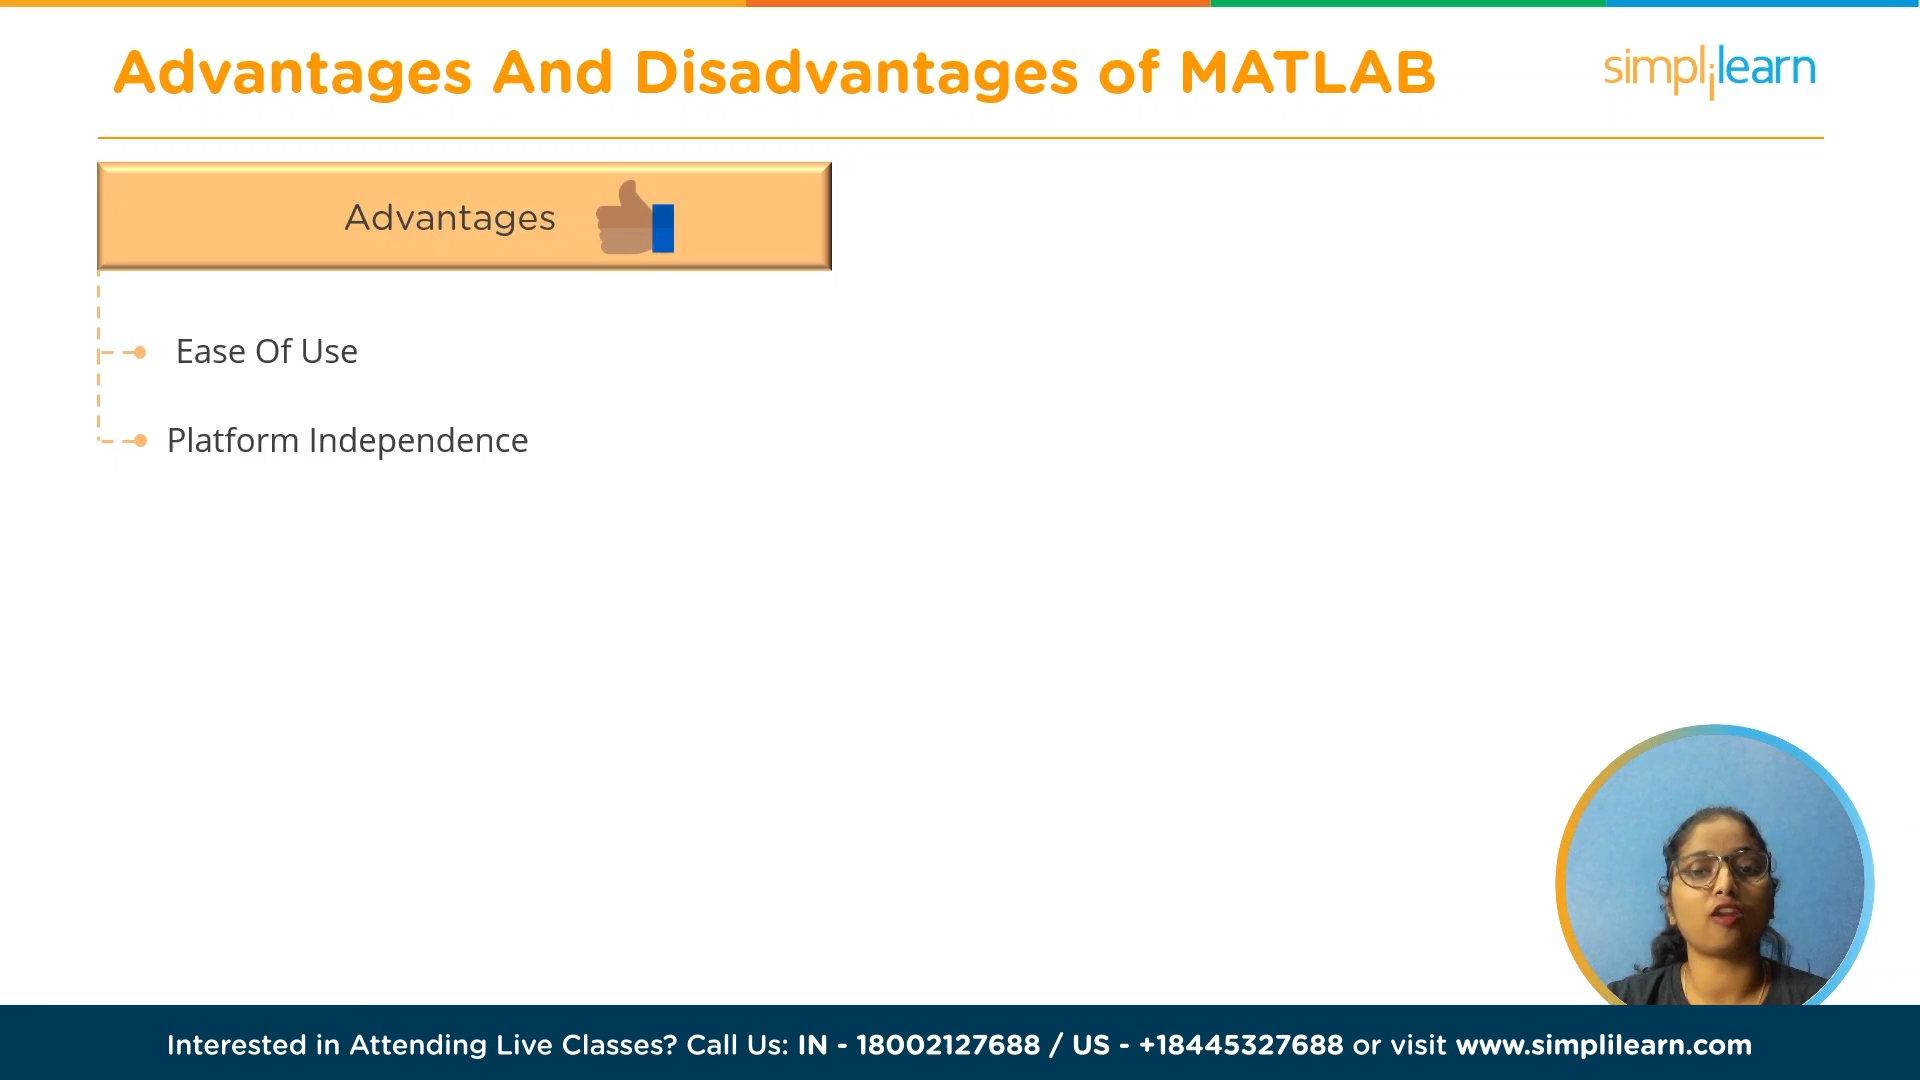 Advantages And Disadvantages of MATLAB
simplilearn
Advantages
Ease Of Use
Platform Independence
Interested in Attending Live Classes? Call Us: IN - 18002127688 / US - +18445327688 or visit www.simplilearn.com